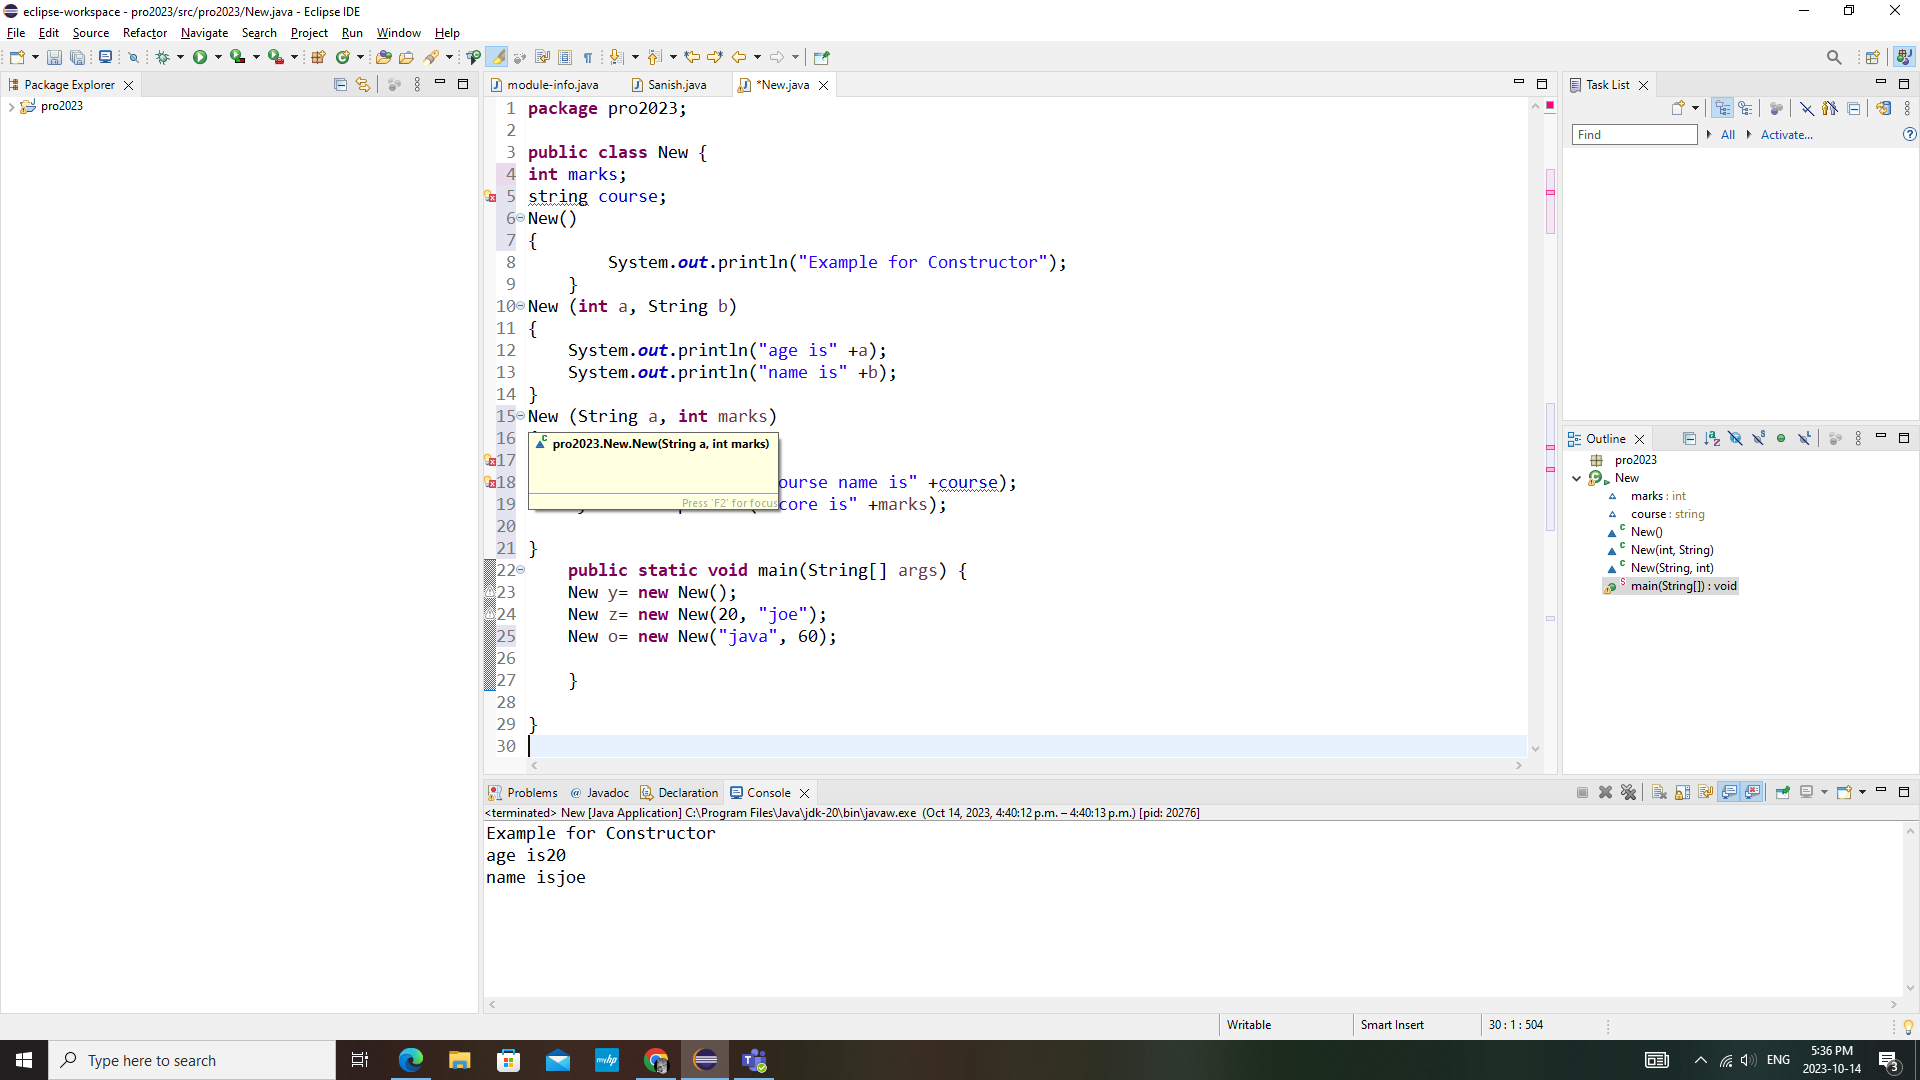 eclipse-workspace - pro2023/src/pro2023/New.java - Eclipse IDE
File Edit Source Refactor Navigate Search Project Run Window Help
Package Explorer
pro2023
module-info.java Sanish.java *New.java
1 package pro2023;
2
3 public class New {
4 int marks;
5 string course;
6 New()
7 {
8 System.out.println("Example for Constructor");
9 }
10 New (int a, String b)
11 {
12 System.out.println("age is" +a);
13 System.out.println("name is" +b);
14 }
15 New (String a, int marks)
16
pro2023.New.New(String a, int marks)
17
18 ourse name is" +course);
19 core is" +marks);
Press 'F2' for focus
20
21 }
22 public static void main(String[] args) {
23 New y= new New();
24 New z= new New(20, "joe");
25 New o= new New("java", 60);
26
27 }
28
29 }
30
Task List
Find All Activate...
Outline
pro2023
New
marks : int
course : string
New()
New(int, String)
New(String, int)
main(String[]) : void
Problems Javadoc Declaration Console
<terminated> New [Java Application] C:\Program Files\Java\jdk-20\bin\javaw.exe (Oct 14, 2023, 4:40:12 p.m. – 4:40:13 p.m.) [pid: 20276]
Example for Constructor
age is20
name isjoe
Writable Smart Insert 30 : 1 : 504
Type here to search
myhp
ENG
5:36 PM
2023-10-14
3